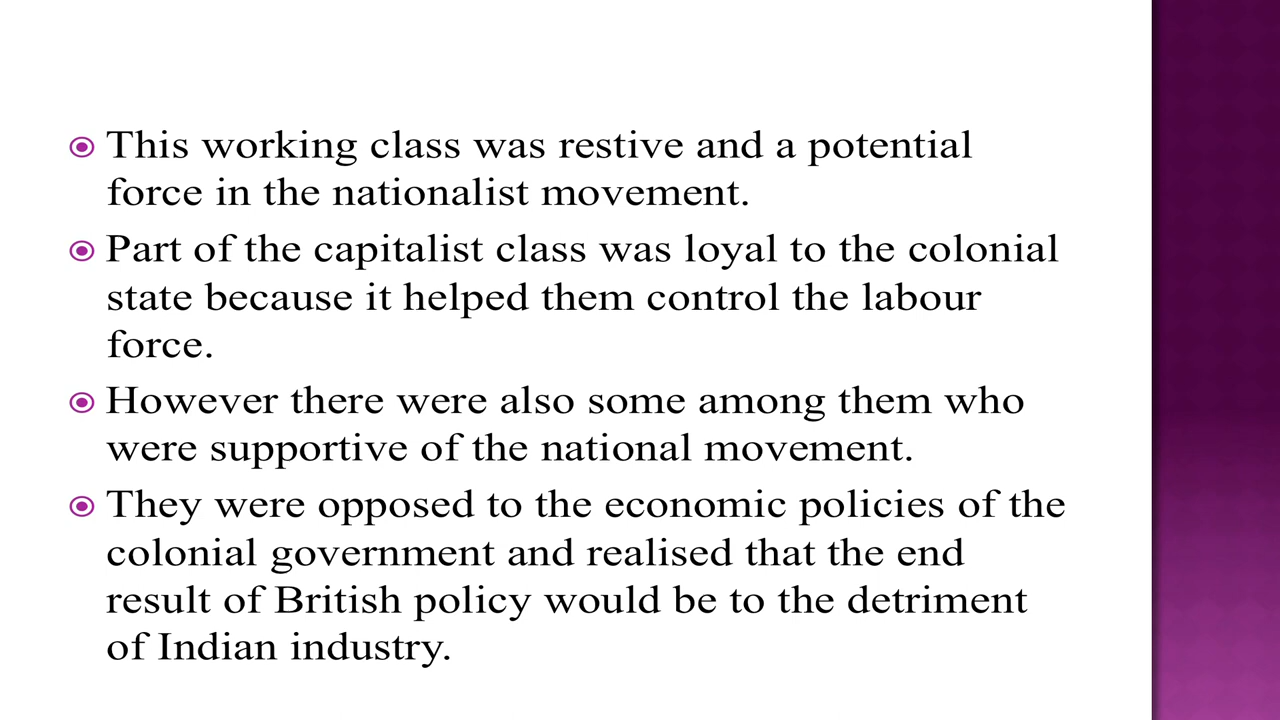 This working class was restive and a potential
force in the nationalist movement.
Part of the capitalist class was loyal to the colonial
state because it helped them control the labour
force.
However there were also some among them who
were supportive of the national movement.
They were opposed to the economic policies of the
colonial government and realised that the end
result of British policy would be to the detriment
of Indian industry.